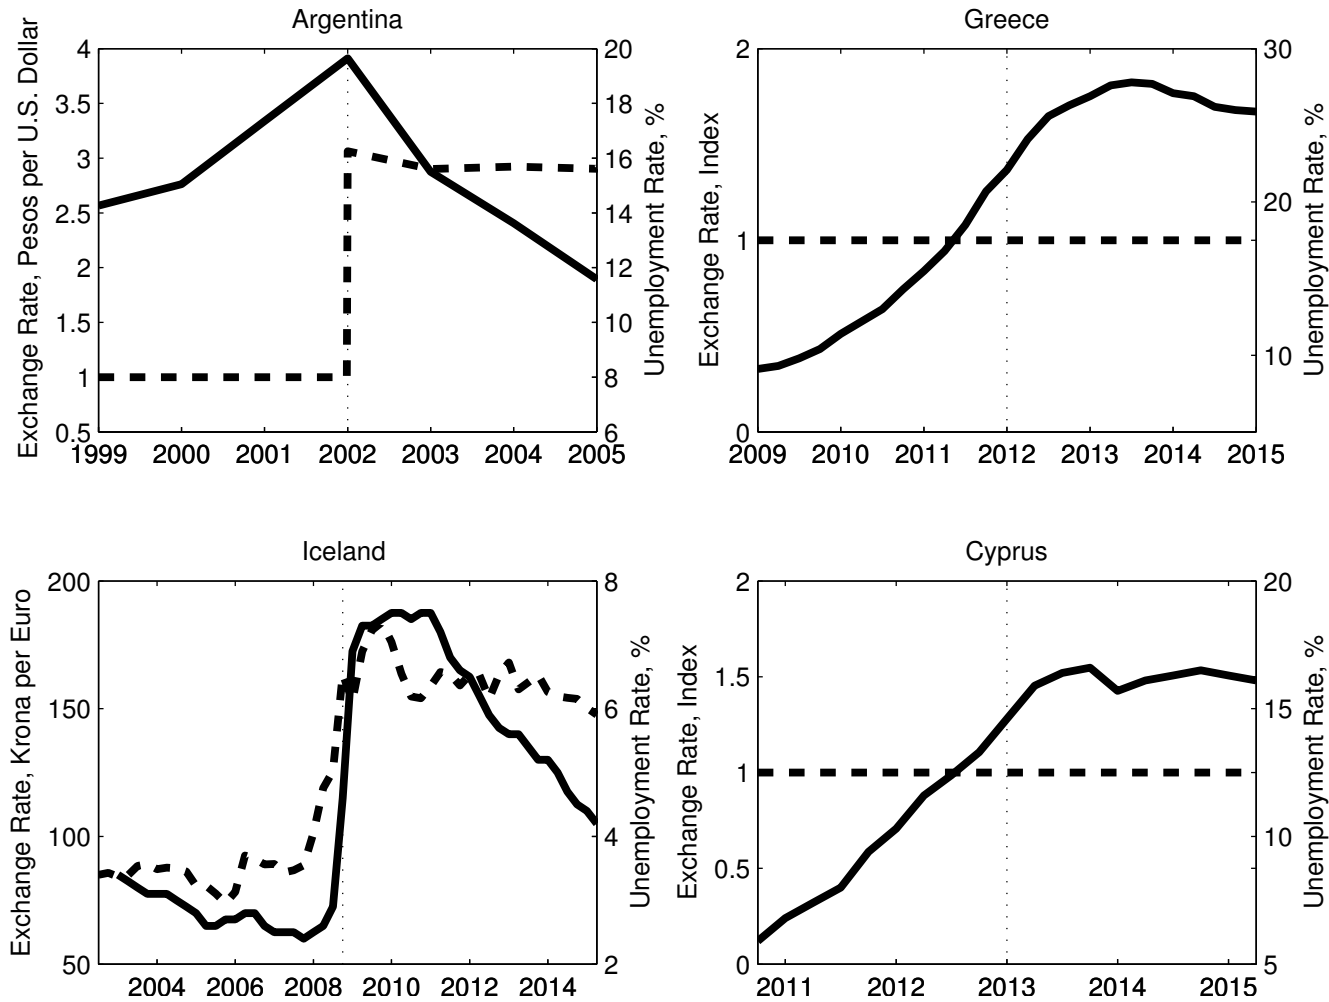 Argentina
Exchange Rate, Pesos per U.S. Dollar
4
3.5
3
2.5
2
1.5
1
0.5
20
18
16
14
12
10
8
6
Unemployment Rate, %
1999 2000 2001 2002 2003 2004 2005
Greece
Exchange Rate, Index
2
1
0
30
20
10
Unemployment Rate, %
2009 2010 2011 2012 2013 2014 2015
Iceland
Exchange Rate, Krona per Euro
200
150
100
50
8
6
4
2
Unemployment Rate, %
2004 2006 2008 2010 2012 2014
Cyprus
Exchange Rate, Index
2
1.5
1
0.5
0
20
15
10
5
Unemployment Rate, %
2011 2012 2013 2014 2015